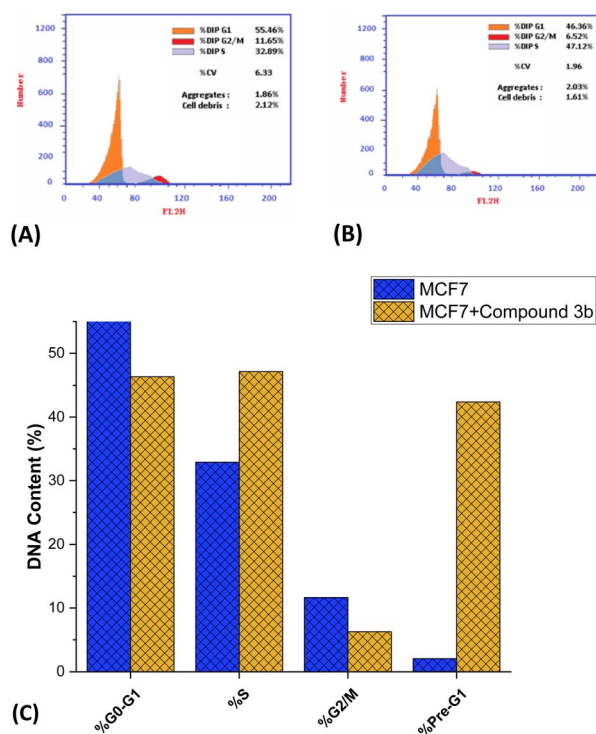 %DIP G1 55.46%
%DIP G2/M 11.65%
%DIP S 32.89%
%CV 6.33
Aggregates : 1.86%
Cell debris : 2.12%
1200
1000
800
600
400
200
0
Number
0 40 80 120 160 200
FL2H
(A)
%DIP G1 46.36%
%DIP G2/M 6.52%
%DIP S 47.12%
%CV 1.96
Aggregates : 2.03%
Cell debris : 1.61%
1200
1000
800
600
400
200
0
Number
0 40 80 120 160 200
FL2H
(B)
MCF7
MCF7+Compound 3b
50
40
30
20
10
0
DNA Content (%)
%G0-G1
%S
%G2/M
%Pre-G1
(C)